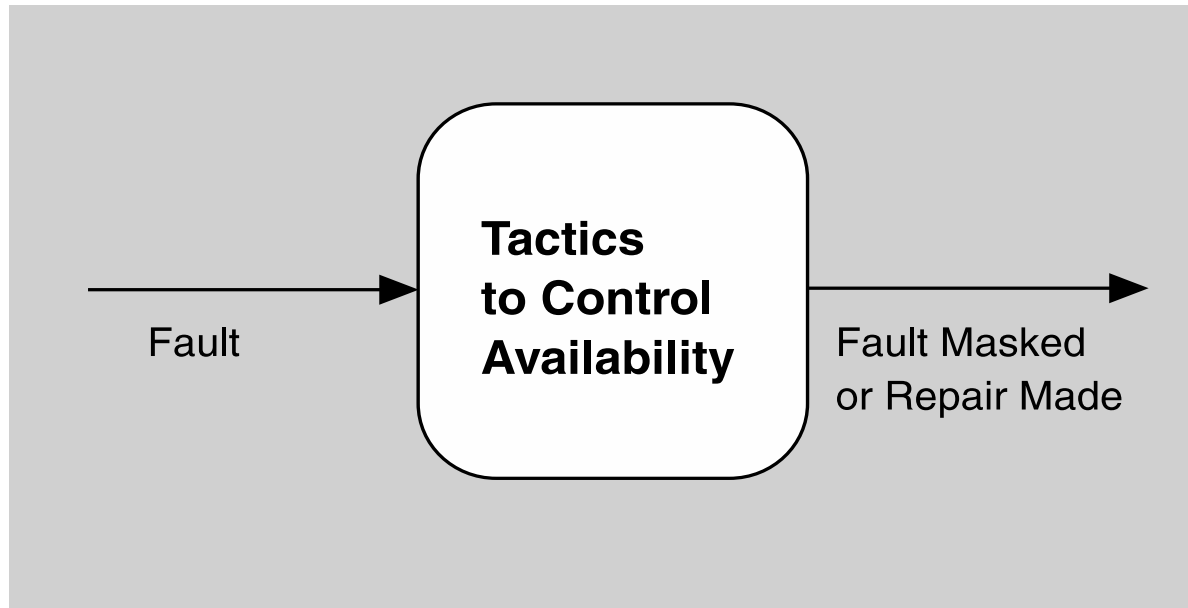 Fault
Tactics
to Control
Availability
Fault Masked
or Repair Made